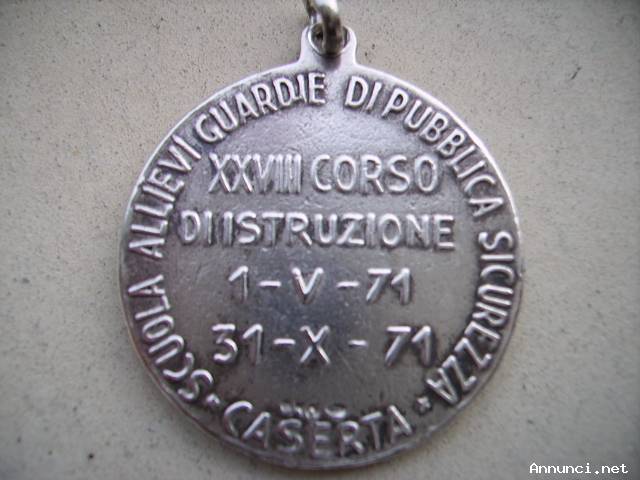 SCUOLA ALLIEVI GUARDIE DI PUBBLICA SICUREZZA
XXVIII CORSO
DI ISTRUZIONE
1-V-71
31-X-71
* CASERTA *
Annunci.net